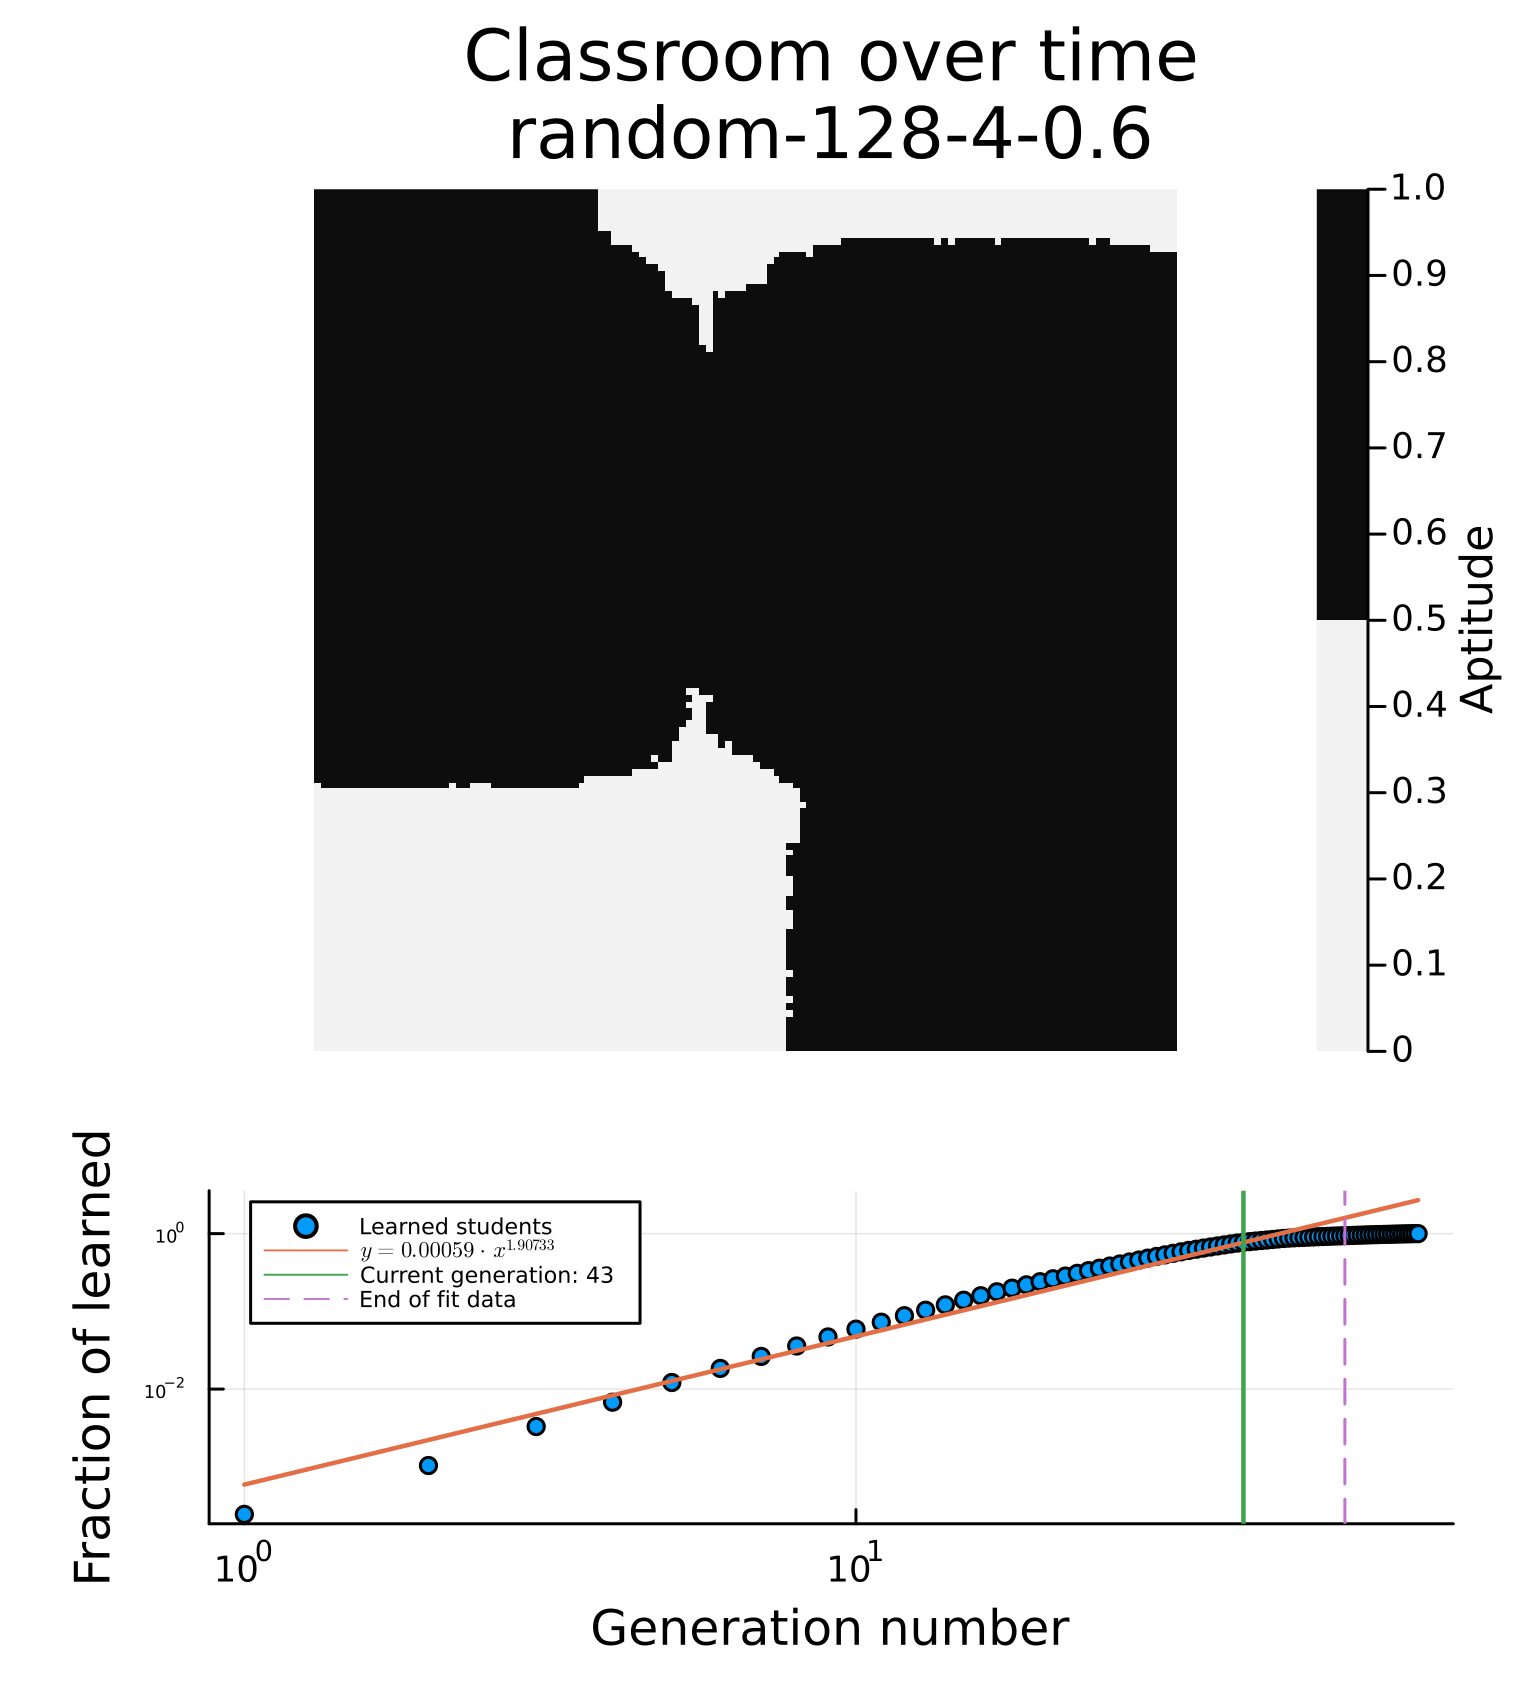 Classroom over time
random-128-4-0.6
1.0
0.9
0.8
0.7
0.6
0.5
0.4
0.3
0.2
0.1
0
Aptitude
Fraction of learned
10⁰
10⁻²
Learned students
y = 0.00059 · x^1.90733
Current generation: 43
End of fit data
10⁰
10¹
Generation number